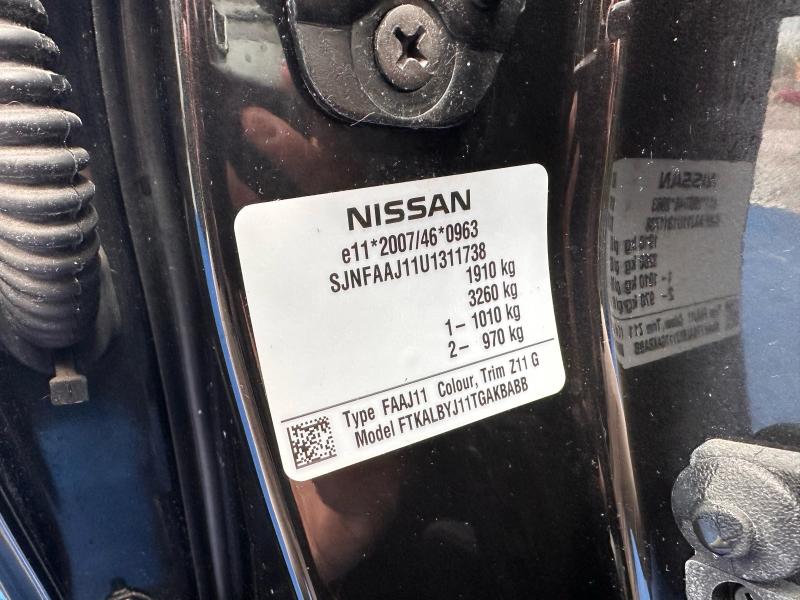 NISSAN
e11*2007/46*0963
SJNFAAJ11U1311738
1910 kg
3260 kg
1- 1010 kg
2- 970 kg
Type FAAJ11 Colour, Trim Z11 G
Model FTKALBYJ11TGAKBABB